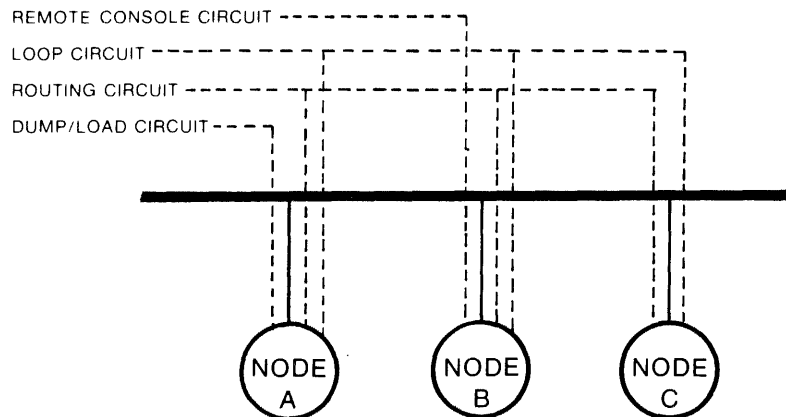 REMOTE CONSOLE CIRCUIT
LOOP CIRCUIT
ROUTING CIRCUIT
DUMP/LOAD CIRCUIT
NODE
A
NODE
B
NODE
C